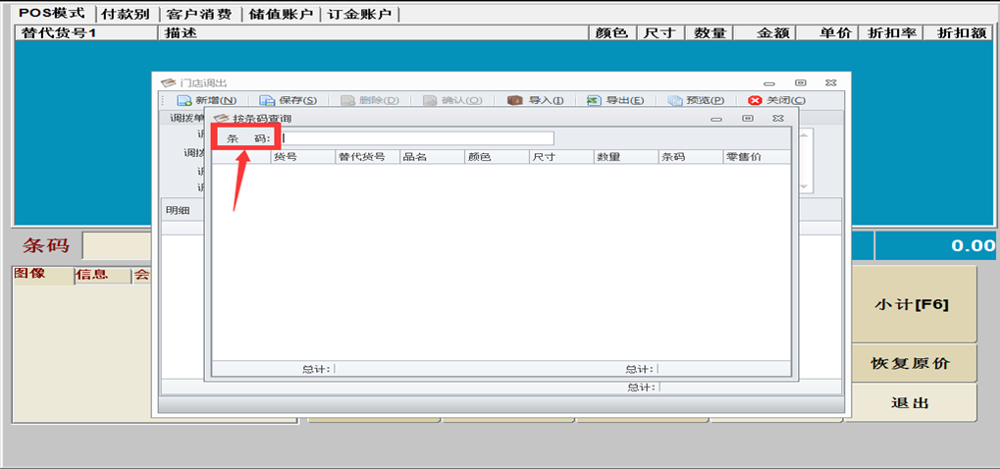 POS模式 付款别 客户消费 储值账户 订金账户
替代货号1 描述 颜色 尺寸 数量 金额 单价 折扣率 折扣额
门店调出
新增(N) 保存(S) 删除(D) 确认(O) 导入(I) 导出(E) 预览(P) 关闭(C)
调拨单
按条码查询
条 码:
货号 替代货号 品名 颜色 尺寸 数量 条码 零售价
调拨
明细
条码
0.00
图像 信息 会
小计[F6]
恢复原价
总计: 总计:
总计:
退出